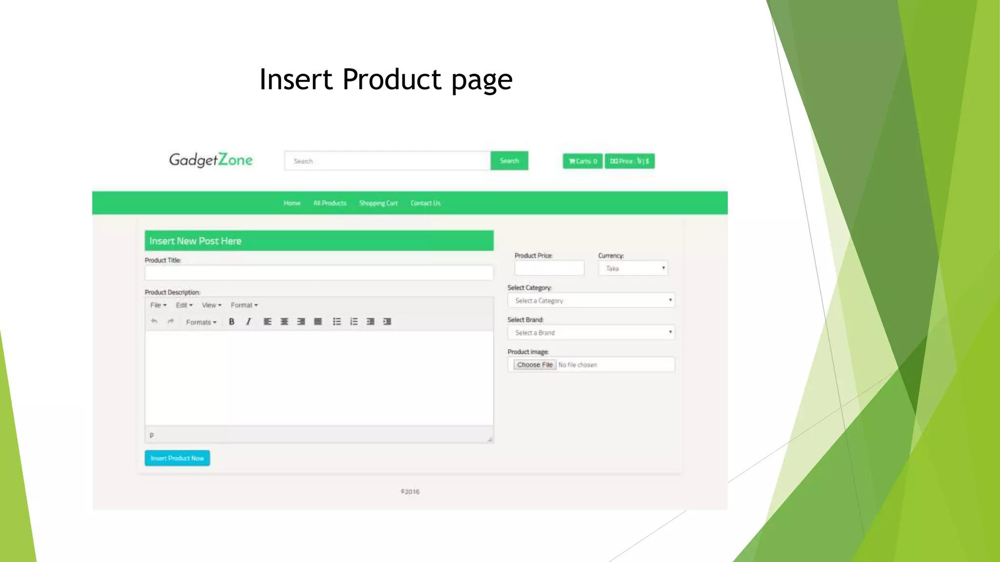 Insert Product page
GadgetZone
Search
Search
Carts: 0
Price : ৳ | $
Home All Products Shopping Cart Contact Us
Insert New Post Here
Product Title:
Product Description:
File Edit View Format
Formats B I
p
Insert Product Now
Product Price: Currency:
Taka
Select Category:
Select a Category
Select Brand:
Select a Brand
Product image:
Choose File No file chosen
©2016